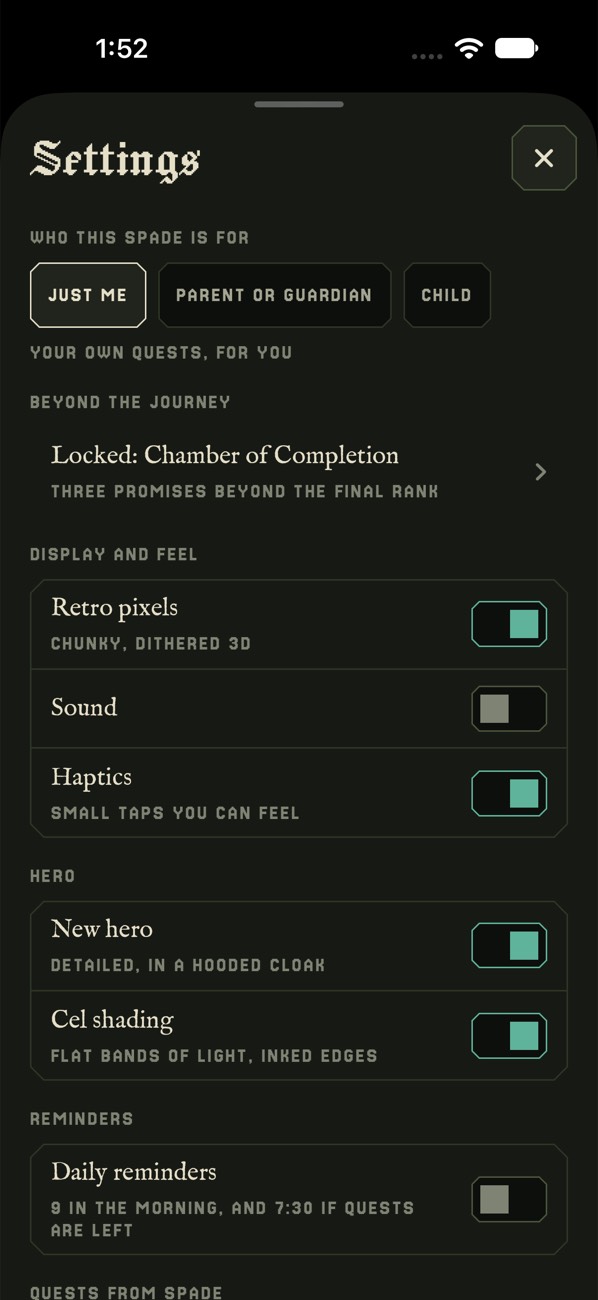 1:52
Settings
WHO THIS SPADE IS FOR
JUST ME
PARENT OR GUARDIAN
CHILD
YOUR OWN QUESTS, FOR YOU
BEYOND THE JOURNEY
Locked: Chamber of Completion
THREE PROMISES BEYOND THE FINAL RANK
DISPLAY AND FEEL
Retro pixels
CHUNKY, DITHERED 3D
Sound
Haptics
SMALL TAPS YOU CAN FEEL
HERO
New hero
DETAILED, IN A HOODED CLOAK
Cel shading
FLAT BANDS OF LIGHT, INKED EDGES
REMINDERS
Daily reminders
9 IN THE MORNING, AND 7:30 IF QUESTS
ARE LEFT
QUESTS FROM SPADE